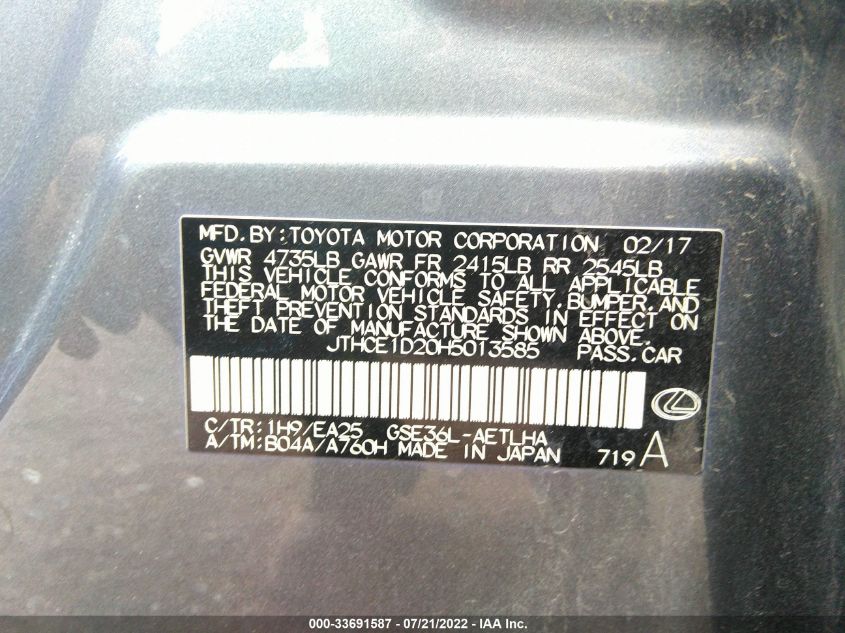 MFD.BY:TOYOTA MOTOR CORPORATION 02/17
GVWR 4735LB GAWR FR 2415LB RR 2545LB
THIS VEHICLE CONFORMS TO ALL APPLICABLE
FEDERAL MOTOR VEHICLE SAFETY,BUMPER,AND
THEFT PREVENTION STANDARDS IN EFFECT ON
THE DATE OF MANUFACTURE SHOWN ABOVE.
JTHCE1D20H5013585 PASS.CAR
C/TR:1H9/EA25 GSE36L-AETLHA
A/TM:B04A/A760H MADE IN JAPAN 719A
000-33691587 / 07/21/2022 / IAA Inc.